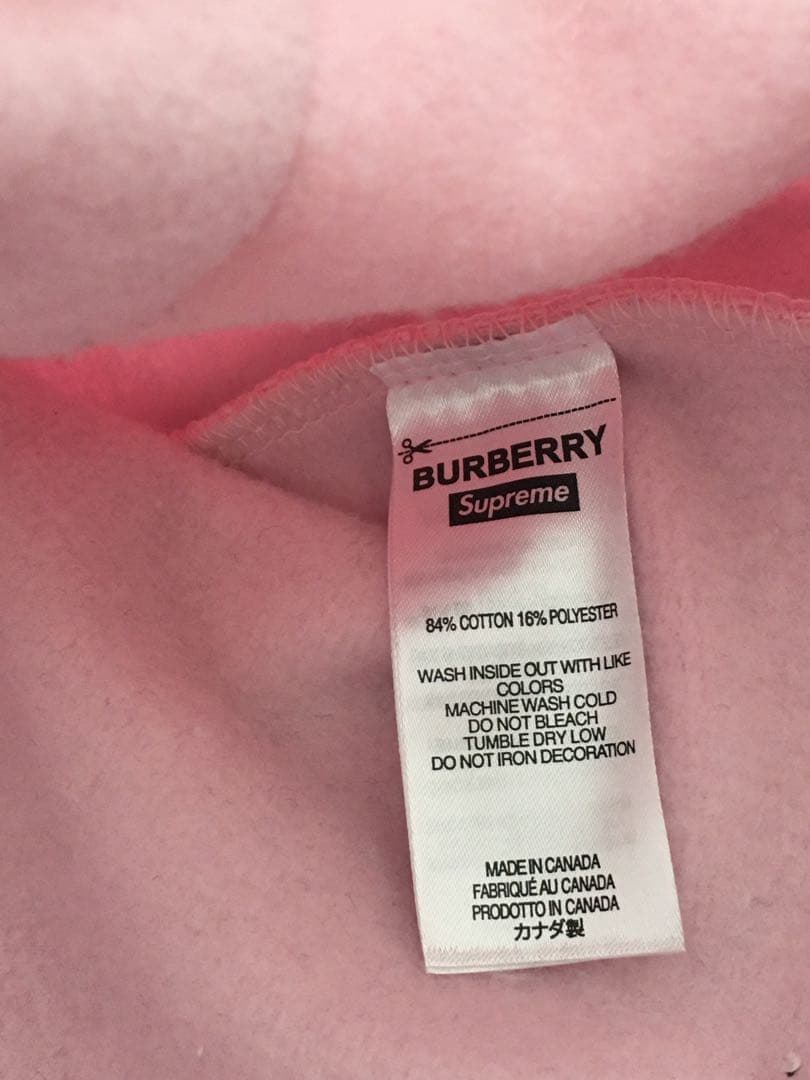 BURBERRY
Supreme
84% COTTON 16% POLYESTER
WASH INSIDE OUT WITH LIKE
COLORS
MACHINE WASH COLD
DO NOT BLEACH
TUMBLE DRY LOW
DO NOT IRON DECORATION
MADE IN CANADA
FABRIQUÉ AU CANADA
PRODOTTO IN CANADA
カナダ製